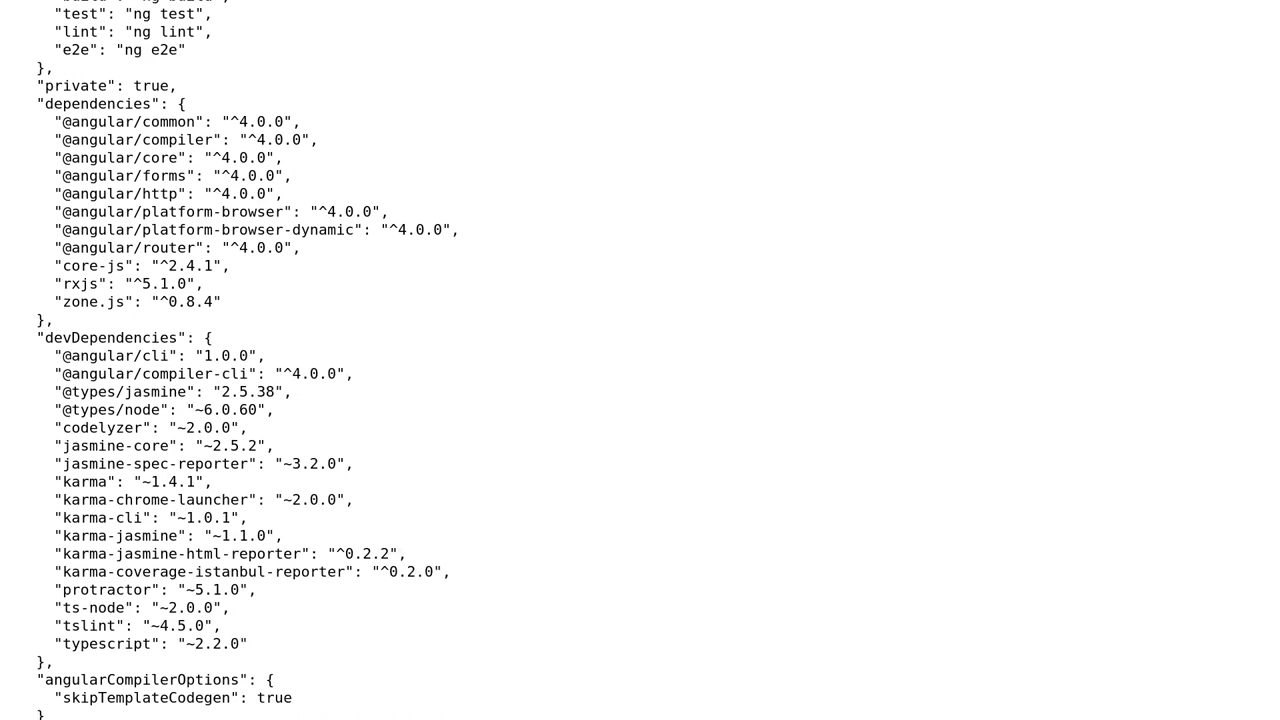 "test": "ng test",
"lint": "ng lint",
"e2e": "ng e2e"
},
"private": true,
"dependencies": {
"@angular/common": "^4.0.0",
"@angular/compiler": "^4.0.0",
"@angular/core": "^4.0.0",
"@angular/forms": "^4.0.0",
"@angular/http": "^4.0.0",
"@angular/platform-browser": "^4.0.0",
"@angular/platform-browser-dynamic": "^4.0.0",
"@angular/router": "^4.0.0",
"core-js": "^2.4.1",
"rxjs": "^5.1.0",
"zone.js": "^0.8.4"
},
"devDependencies": {
"@angular/cli": "1.0.0",
"@angular/compiler-cli": "^4.0.0",
"@types/jasmine": "2.5.38",
"@types/node": "~6.0.60",
"codelyzer": "~2.0.0",
"jasmine-core": "~2.5.2",
"jasmine-spec-reporter": "~3.2.0",
"karma": "~1.4.1",
"karma-chrome-launcher": "~2.0.0",
"karma-cli": "~1.0.1",
"karma-jasmine": "~1.1.0",
"karma-jasmine-html-reporter": "^0.2.2",
"karma-coverage-istanbul-reporter": "^0.2.0",
"protractor": "~5.1.0",
"ts-node": "~2.0.0",
"tslint": "~4.5.0",
"typescript": "~2.2.0"
},
"angularCompilerOptions": {
"skipTemplateCodegen": true
}